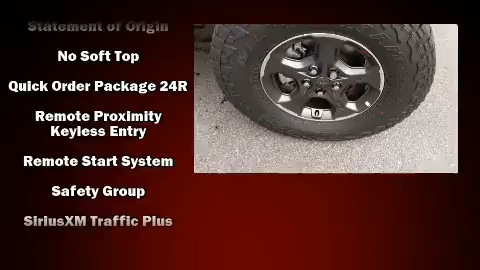 Statement of Origin
No Soft Top
Quick Order Package 24R
Remote Proximity
Keyless Entry
Remote Start System
Safety Group
SiriusXM Traffic Plus